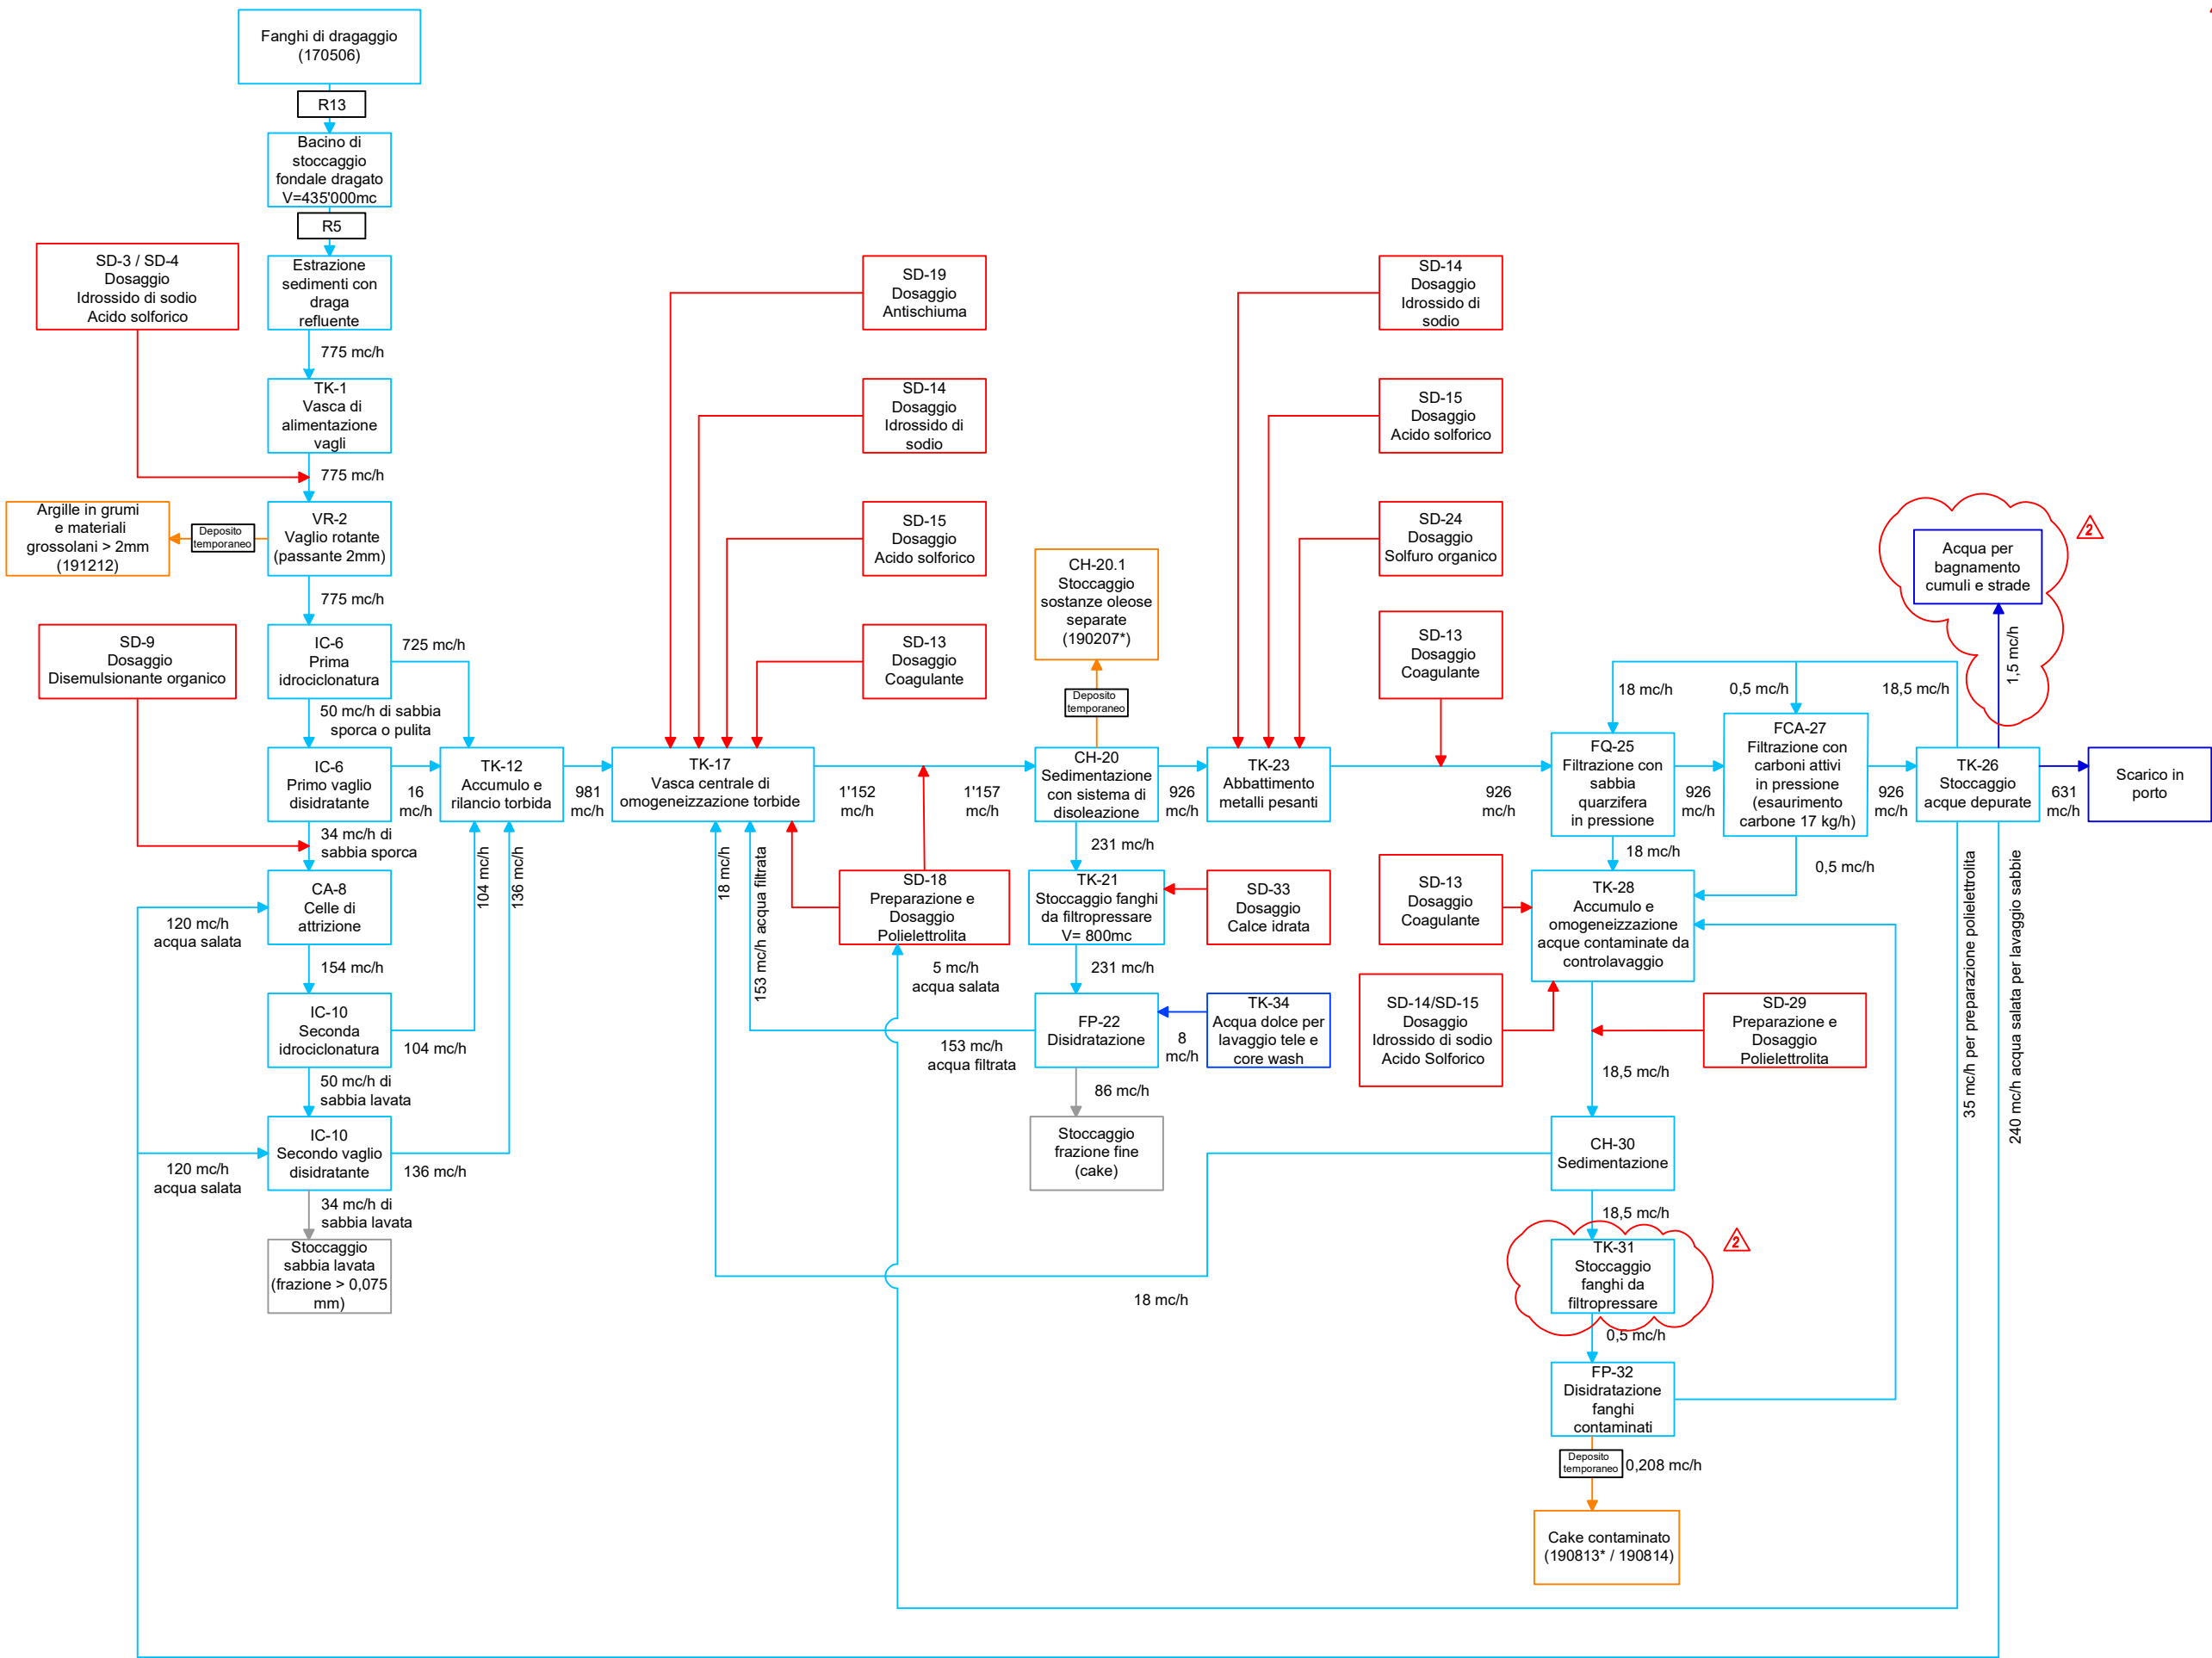 Fanghi di dragaggio
(170506)
R13
Bacino di
stoccaggio
fondale dragato
V=435'000mc
R5
Estrazione
sedimenti con
draga
refluente
775 mc/h
SD-3 / SD-4
Dosaggio
Idrossido di sodio
Acido solforico
TK-1
Vasca di
alimentazione
vagli
775 mc/h
Argille in grumi
e materiali
grossolani > 2mm
(191212)
Deposito
temporaneo
VR-2
Vaglio rotante
(passante 2mm)
775 mc/h
SD-9
Dosaggio
Disemulsionante organico
IC-6
Prima
idrociclonatura
725 mc/h
50 mc/h di sabbia
sporca o pulita
IC-6
Primo vaglio
disidratante
16
mc/h
34 mc/h di
sabbia sporca
TK-12
Accumulo e
rilancio torbida
981
mc/h
104 mc/h
136 mc/h
CA-8
Celle di
attrizione
120 mc/h
acqua salata
154 mc/h
IC-10
Seconda
idrociclonatura
104 mc/h
50 mc/h di
sabbia lavata
IC-10
Secondo vaglio
disidratante
120 mc/h
acqua salata
136 mc/h
34 mc/h di
sabbia lavata
Stoccaggio
sabbia lavata
(frazione > 0,075
mm)
SD-19
Dosaggio
Antischiuma
SD-14
Dosaggio
Idrossido di
sodio
SD-15
Dosaggio
Acido solforico
SD-13
Dosaggio
Coagulante
TK-17
Vasca centrale di
omogeneizzazione torbide
1'152
mc/h
1'157
mc/h
18 mc/h
153 mc/h acqua filtrata
SD-18
Preparazione e
Dosaggio
Polielettrolita
5 mc/h
acqua salata
CH-20.1
Stoccaggio
sostanze oleose
separate
(190207*)
Deposito
temporaneo
CH-20
Sedimentazione
con sistema di
disoleazione
926
mc/h
231 mc/h
TK-21
Stoccaggio fanghi
da filtropressare
V= 800mc
SD-33
Dosaggio
Calce idrata
231 mc/h
FP-22
Disidratazione
153 mc/h
acqua filtrata
8
mc/h
TK-34
Acqua dolce per
lavaggio tele e
core wash
86 mc/h
Stoccaggio
frazione fine
(cake)
18 mc/h
SD-14
Dosaggio
Idrossido di
sodio
SD-15
Dosaggio
Acido solforico
SD-24
Dosaggio
Solfuro organico
SD-13
Dosaggio
Coagulante
TK-23
Abbattimento
metalli pesanti
926
mc/h
18 mc/h
0,5 mc/h
18,5 mc/h
FQ-25
Filtrazione con
sabbia
quarzifera
in pressione
926
mc/h
FCA-27
Filtrazione con
carboni attivi
in pressione
(esaurimento
carbone 17 kg/h)
926
mc/h
TK-26
Stoccaggio
acque depurate
631
mc/h
Scarico in
porto
Acqua per
bagnamento
cumuli e strade
2
1,5 mc/h
18 mc/h
0,5 mc/h
SD-13
Dosaggio
Coagulante
TK-28
Accumulo e
omogeneizzazione
acque contaminate da
controlavaggio
SD-14/SD-15
Dosaggio
Idrossido di sodio
Acido Solforico
SD-29
Preparazione e
Dosaggio
Polielettrolita
18,5 mc/h
35 mc/h per preparazione polielettrolita
240 mc/h acqua salata per lavaggio sabbie
CH-30
Sedimentazione
18,5 mc/h
TK-31
Stoccaggio
fanghi da
filtropressare
2
0,5 mc/h
FP-32
Disidratazione
fanghi
contaminati
Deposito
temporaneo
0,208 mc/h
Cake contaminato
(190813* / 190814)